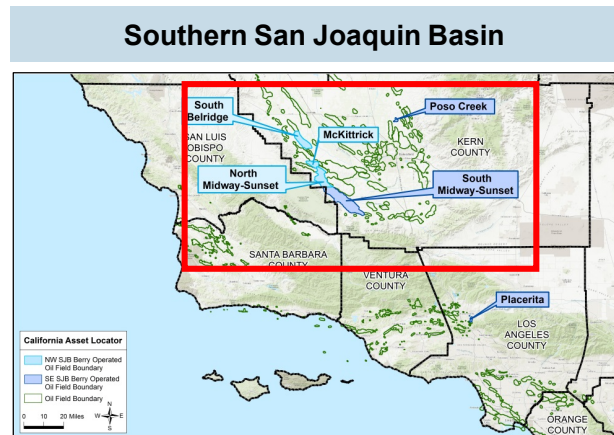 Southern San Joaquin Basin
South
Belridge
Poso Creek
McKittrick
SAN LUIS
OBISPO
COUNTY
KERN
COUNTY
North
Midway-Sunset
South
Midway-Sunset
SANTA BARBARA
COUNTY
VENTURA
COUNTY
Placerita
LOS
ANGELES
COUNTY
ORANGE
COUNTY
California Asset Locator
NW SJB Berry Operated
Oil Field Boundary
SE SJB Berry Operated
Oil Field Boundary
Oil Field Boundary
0 10 20 Miles
N
W E
S